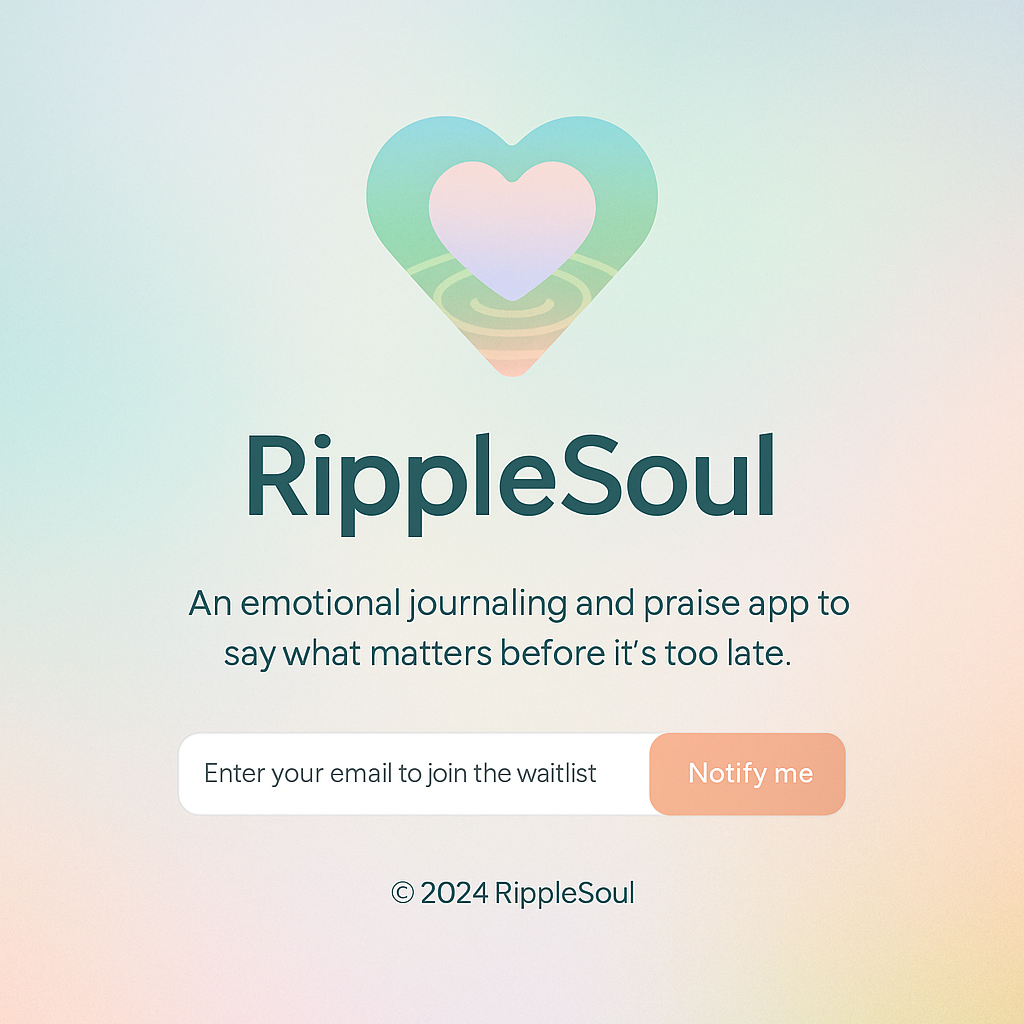 RippleSoul
An emotional journaling and praise app to
say what matters before it’s too late.
Enter your email to join the waitlist
Notify me
© 2024 RippleSoul